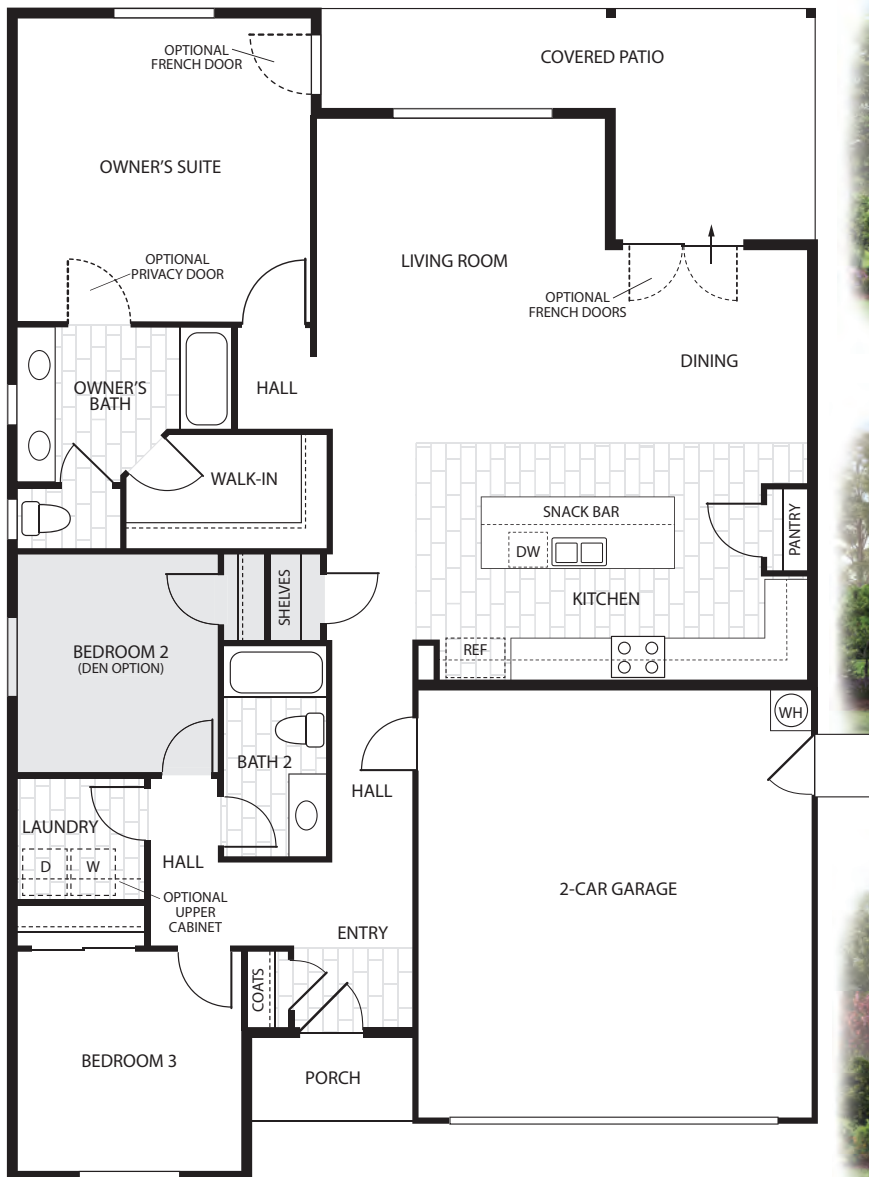 OPTIONAL
FRENCH DOOR
COVERED PATIO
OWNER'S SUITE
OPTIONAL
PRIVACY DOOR
LIVING ROOM
OPTIONAL
FRENCH DOORS
DINING
OWNER'S
BATH
HALL
WALK-IN
SNACK BAR
DW
PANTRY
KITCHEN
REF
SHELVES
BEDROOM 2
(DEN OPTION)
BATH 2
WH
HALL
LAUNDRY
D
W
HALL
OPTIONAL
UPPER
CABINET
2-CAR GARAGE
ENTRY
COATS
BEDROOM 3
PORCH